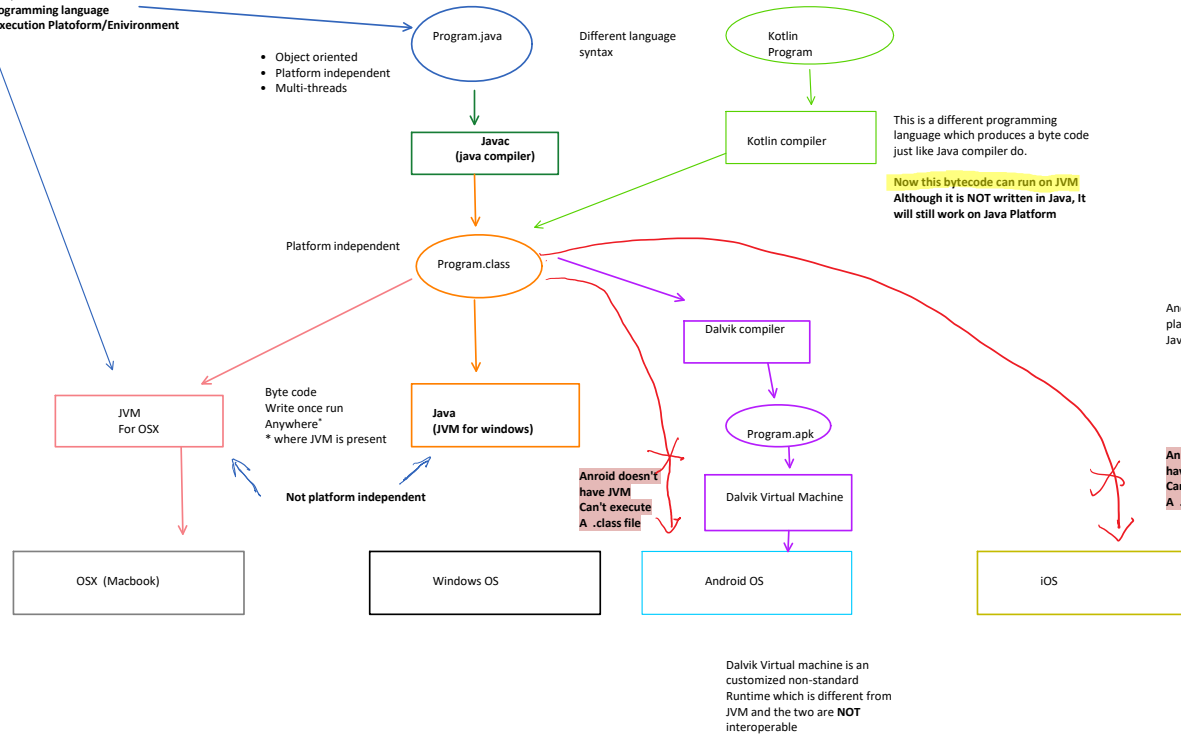 ogramming language
xecution Platoform/Enivironment
Program.java
Different language
syntax
Kotlin
Program
• Object oriented
• Platform independent
• Multi-threads
Javac
(java compiler)
Kotlin compiler
This is a different programming
language which produces a byte code
just like Java compiler do.
Now this bytecode can run on JVM
Although it is NOT written in Java, It
will still work on Java Platform
Platform independent
Program.class
Dalvik compiler
JVM
For OSX
Byte code
Write once run
Anywhere*
* where JVM is present
Java
(JVM for windows)
Program.apk
Not platform independent
Anroid doesn't
have JVM
Can't execute
A .class file
Dalvik Virtual Machine
OSX (Macbook)
Windows OS
Android OS
iOS
Dalvik Virtual machine is an
customized non-standard
Runtime which is different from
JVM and the two are NOT
interoperable